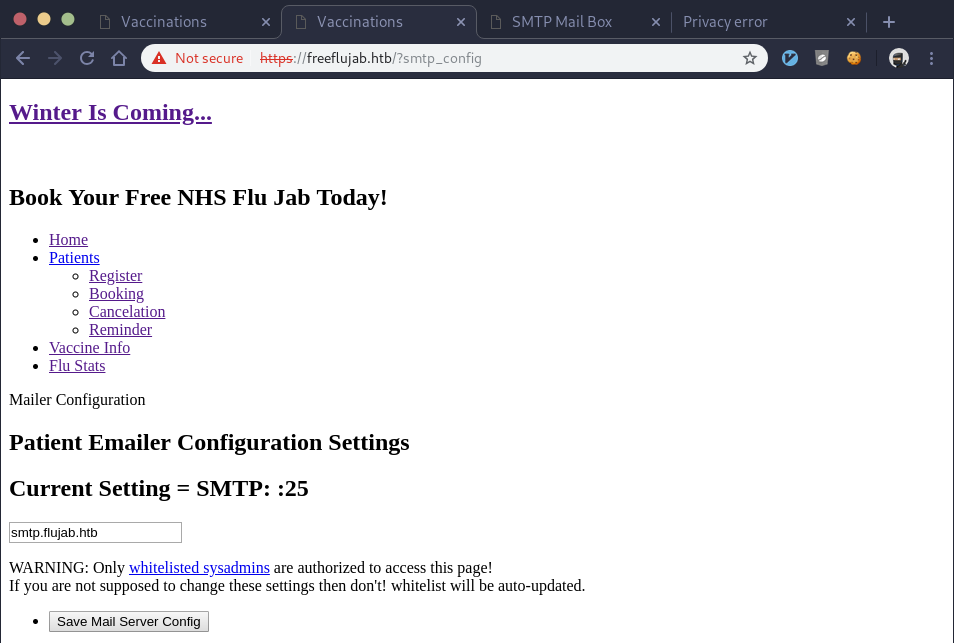 Vaccinations
Vaccinations
SMTP Mail Box
Privacy error
Not secure https://freeflujab.htb/?smtp_config
Winter Is Coming...
Book Your Free NHS Flu Jab Today!
Home
Patients
Register
Booking
Cancelation
Reminder
Vaccine Info
Flu Stats
Mailer Configuration
Patient Emailer Configuration Settings
Current Setting = SMTP: :25
smtp.flujab.htb
WARNING: Only whitelisted sysadmins are authorized to access this page!
If you are not supposed to change these settings then don't! whitelist will be auto-updated.
Save Mail Server Config